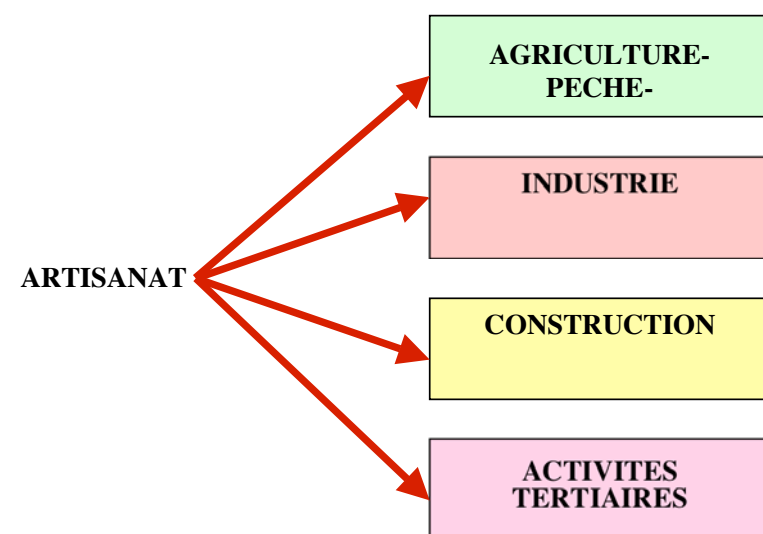 AGRICULTURE-
PECHE-
INDUSTRIE
ARTISANAT
CONSTRUCTION
ACTIVITES
TERTIAIRES